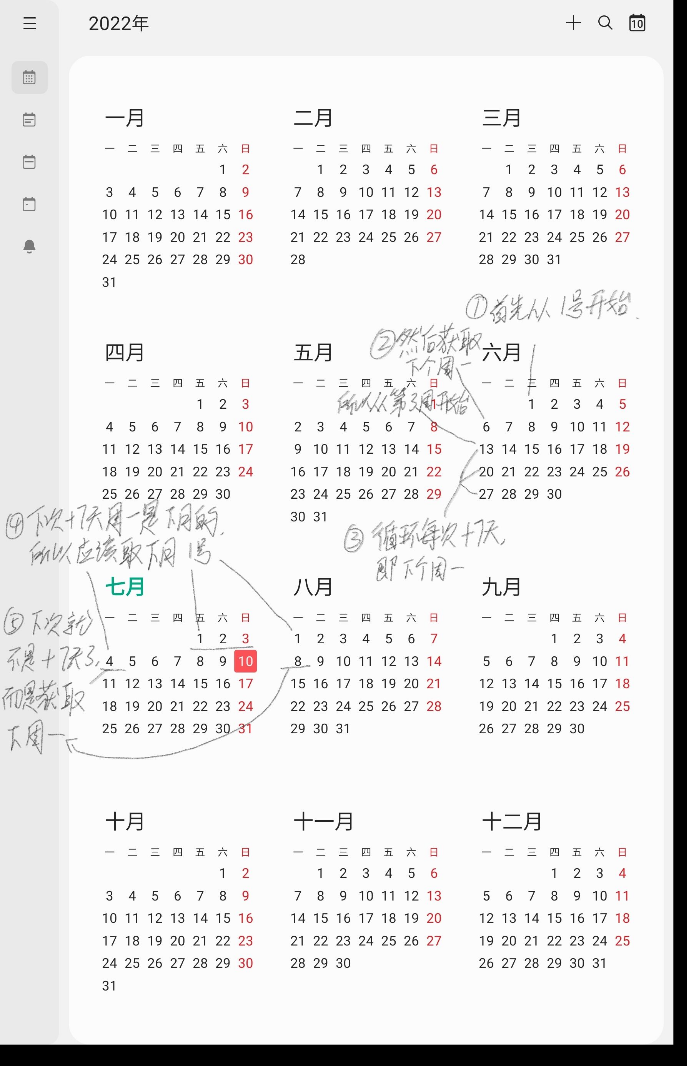 2022年
10
一月
二月
三月
一 二 三 四 五 六 日
一 二 三 四 五 六 日
一 二 三 四 五 六 日
1 2
1 2 3 4 5 6
1 2 3 4 5 6
3 4 5 6 7 8 9
7 8 9 10 11 12 13
7 8 9 10 11 12 13
10 11 12 13 14 15 16
14 15 16 17 18 19 20
14 15 16 17 18 19 20
17 18 19 20 21 22 23
21 22 23 24 25 26 27
21 22 23 24 25 26 27
24 25 26 27 28 29 30
28
28 29 30 31
31
①首先从1号开始.
②然后获取
下个周一
所以从第3周开始
四月
五月
六月
一 二 三 四 五 六 日
一 二 三 四 五 六 日
一 二 三 四 五 六 日
1 2 3
1
1 2 3 4 5
4 5 6 7 8 9 10
2 3 4 5 6 7 8
6 7 8 9 10 11 12
11 12 13 14 15 16 17
9 10 11 12 13 14 15
13 14 15 16 17 18 19
18 19 20 21 22 23 24
16 17 18 19 20 21 22
20 21 22 23 24 25 26
25 26 27 28 29 30
23 24 25 26 27 28 29
27 28 29 30
30 31
③循环每次+7天,
即下个周一
④下次+7天周一是下月的,
所以应该取下月1号
七月
八月
九月
一 二 三 四 五 六 日
一 二 三 四 五 六 日
一 二 三 四 五 六 日
1 2 3
1 2 3 4 5 6 7
1 2 3 4
4 5 6 7 8 9 10
8 9 10 11 12 13 14
5 6 7 8 9 10 11
11 12 13 14 15 16 17
15 16 17 18 19 20 21
12 13 14 15 16 17 18
18 19 20 21 22 23 24
22 23 24 25 26 27 28
19 20 21 22 23 24 25
25 26 27 28 29 30 31
29 30 31
26 27 28 29 30
⑤下次就
不是+7天了,
而是获取
下周一
十月
十一月
十二月
一 二 三 四 五 六 日
一 二 三 四 五 六 日
一 二 三 四 五 六 日
1 2
1 2 3 4 5 6
1 2 3 4
3 4 5 6 7 8 9
7 8 9 10 11 12 13
5 6 7 8 9 10 11
10 11 12 13 14 15 16
14 15 16 17 18 19 20
12 13 14 15 16 17 18
17 18 19 20 21 22 23
21 22 23 24 25 26 27
19 20 21 22 23 24 25
24 25 26 27 28 29 30
28 29 30
26 27 28 29 30 31
31